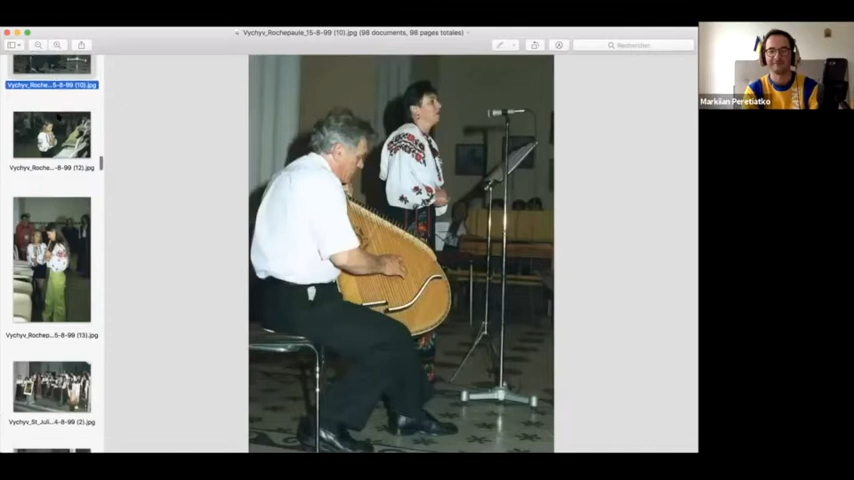 Vychyv_Rochepaule_15-8-99 (10).jpg (98 documents, 98 pages totales)
Rechercher
Vychyv_Roche...5-8-99 (10).jpg
Vychyv_Roche...-8-99 (12).jpg
Vychyv_Rochep...5-8-99 (13).jpg
Vychyv_St_Juli...4-8-99 (2).jpg
Markiian Peretiatko